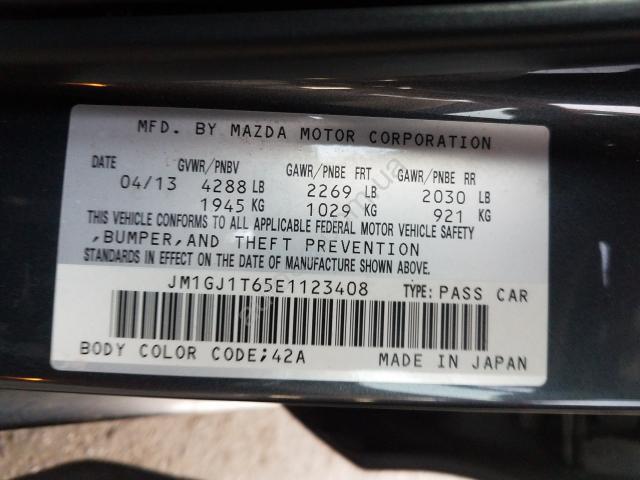 MFD. BY MAZDA MOTOR CORPORATION
DATE GVWR/PNBV GAWR/PNBE FRT GAWR/PNBE RR
04/13 4288 LB 2269 LB 2030 LB
1945 KG 1029 KG 921 KG
THIS VEHICLE CONFORMS TO ALL APPLICABLE FEDERAL MOTOR VEHICLE SAFETY
,BUMPER,AND THEFT PREVENTION
STANDARDS IN EFFECT ON THE DATE OF MANUFACTURE SHOWN ABOVE.
JM1GJ1T65E1123408 TYPE: PASS CAR
BODY COLOR CODE;42A MADE IN JAPAN